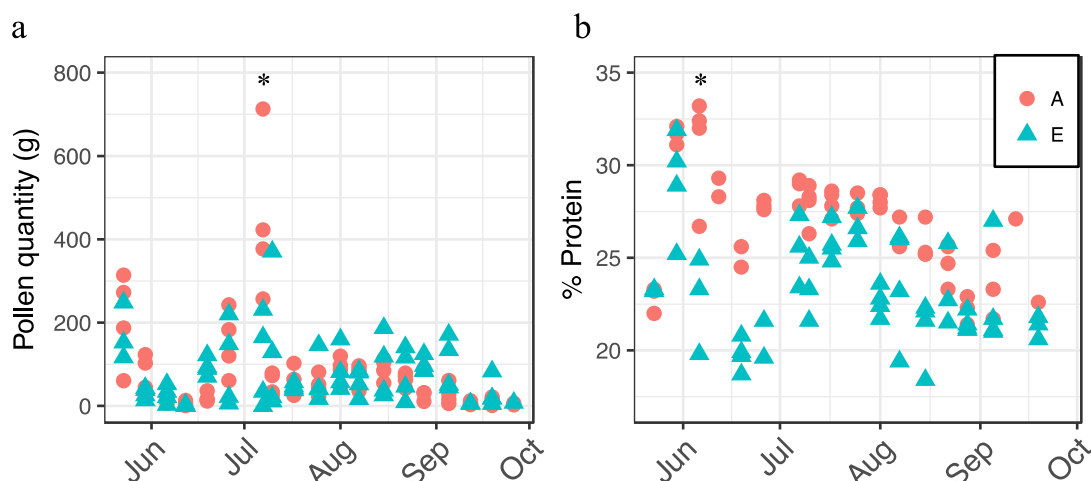 a
Pollen quantity (g)
800
600
400
200
0
*
Jun
Jul
Aug
Sep
Oct
b
% Protein
35
30
25
20
*
A
E
Jun
Jul
Aug
Sep
Oct